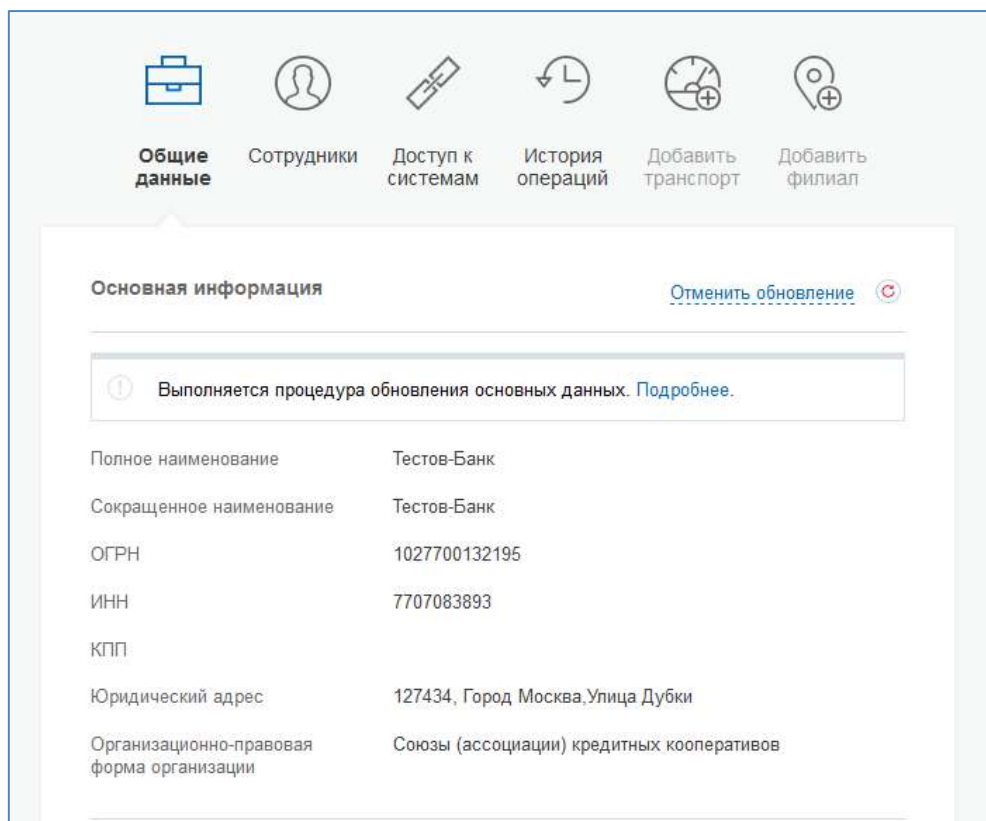 Общие данные
Сотрудники
Доступ к системам
История операций
Добавить транспорт
Добавить филиал
Основная информация
Отменить обновление
Выполняется процедура обновления основных данных. Подробнее.
Полное наименование
Тестов-Банк
Сокращенное наименование
Тестов-Банк
ОГРН
1027700132195
ИНН
7707083893
КПП
Юридический адрес
127434, Город Москва,Улица Дубки
Организационно-правовая
форма организации
Союзы (ассоциации) кредитных кооперативов